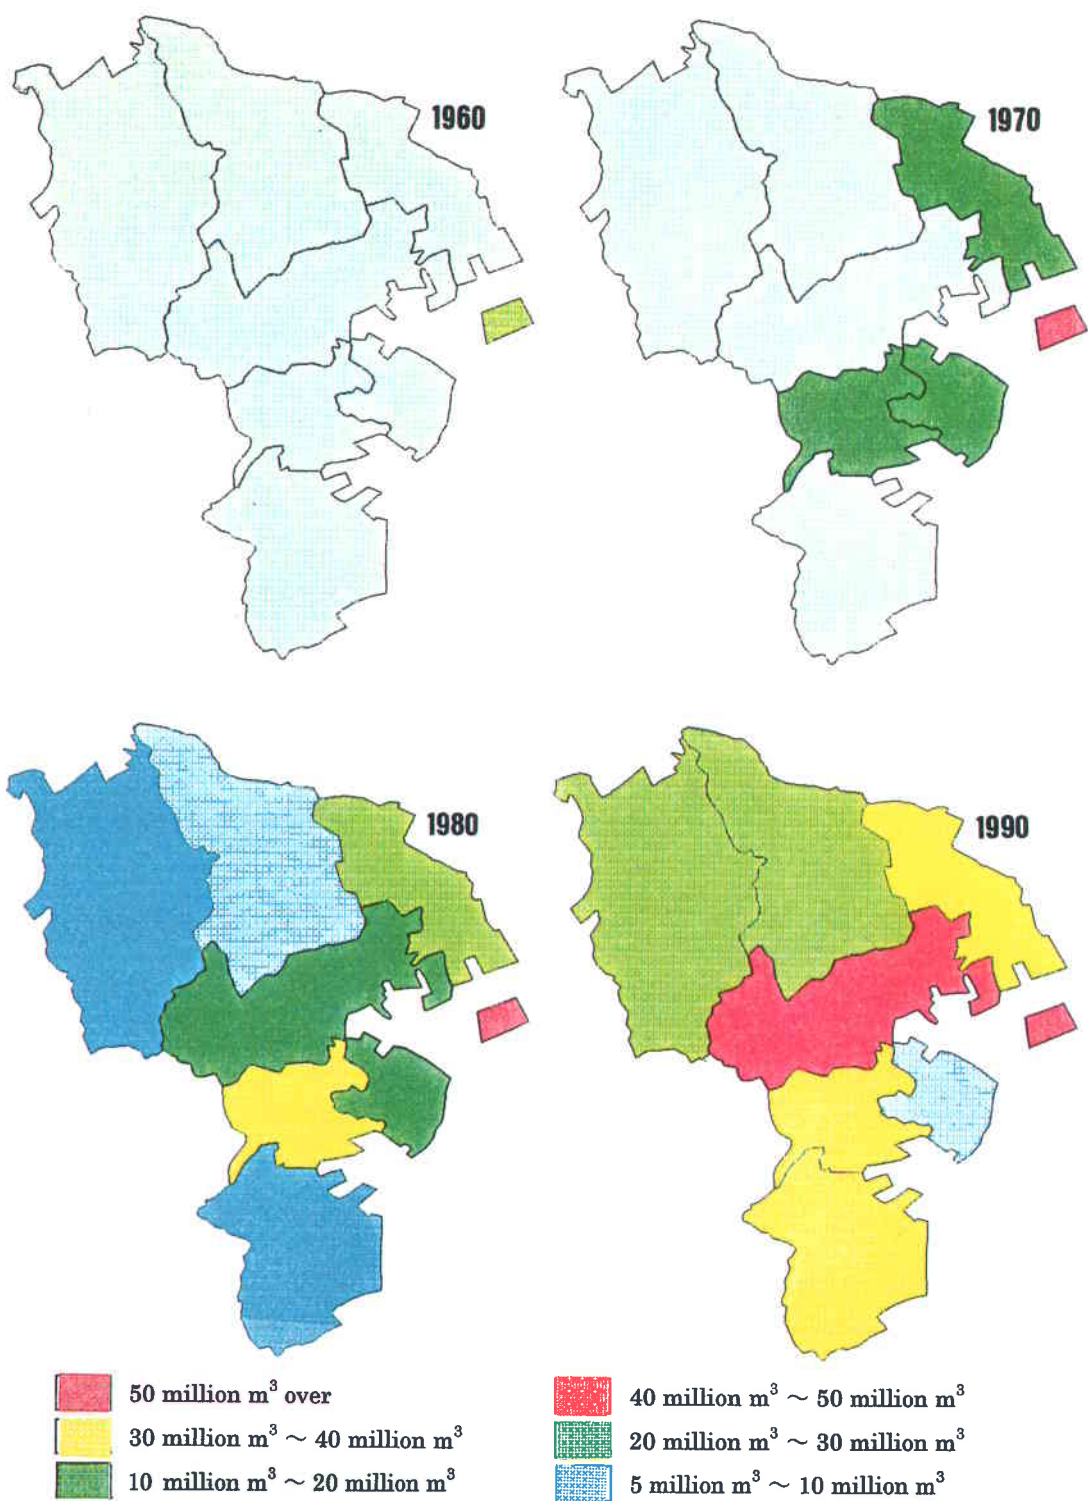 1960
1970
1980
1990
50 million m³ over
40 million m³ ~ 50 million m³
30 million m³ ~ 40 million m³
20 million m³ ~ 30 million m³
10 million m³ ~ 20 million m³
5 million m³ ~ 10 million m³